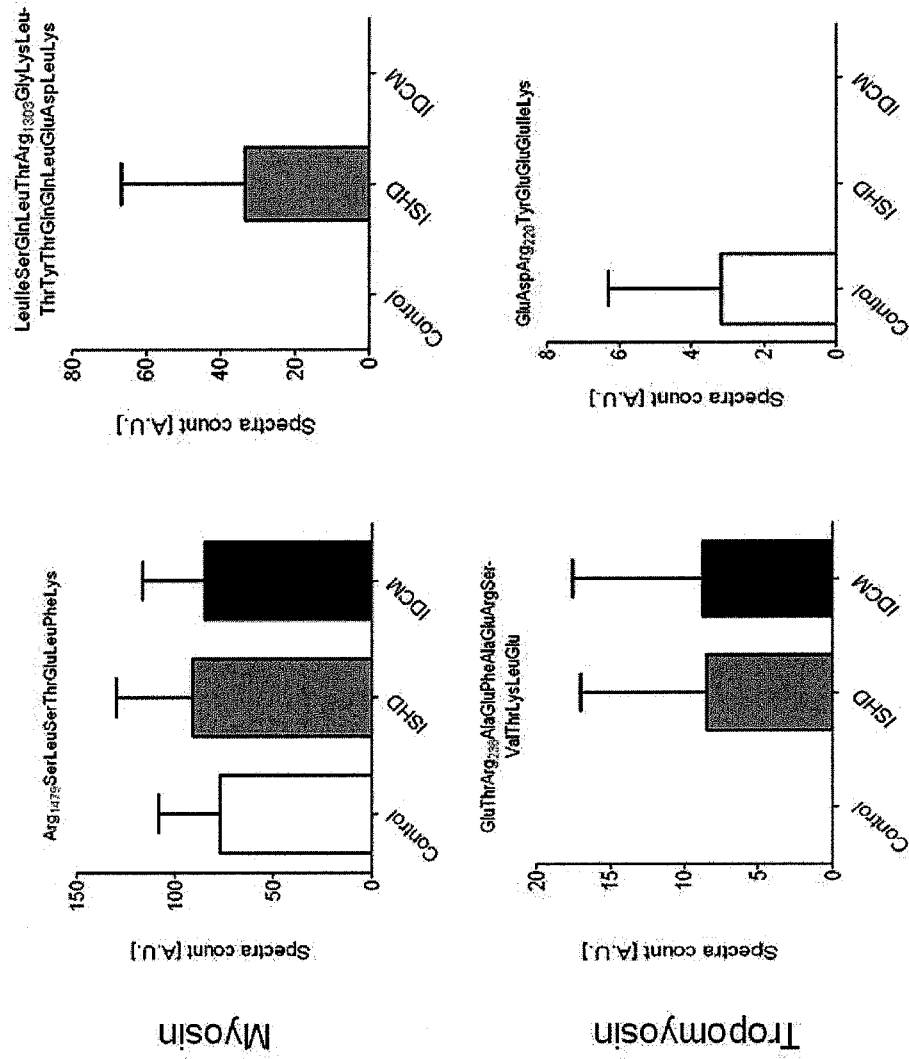 Myosin
Arg1479SerLeuSerThrGluLeuPheLys
Spectra count [A.U.]
150
100
50
0
Control
ISHD
IDCM
LeuIleSerGlnLeuThrArg1303GlyLysLeu-
ThrTyrThrGlnGlnLeuGluAspLeuLys
Spectra count [A.U.]
80
60
40
20
0
Control
ISHD
IDCM
Tropomyosin
GluThrArg238AlaGluPheAlaGluArgSer-
ValThrLysLeuGlu
Spectra count [A.U.]
20
15
10
5
0
Control
ISHD
IDCM
GluAspArg220TyrGluGluGluIleLys
Spectra count [A.U.]
8
6
4
2
0
Control
ISHD
IDCM